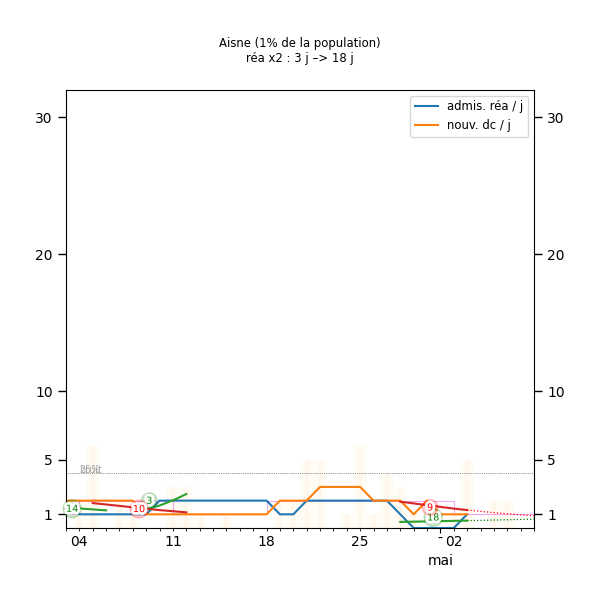 Aisne (1% de la population)
réa x2 : 3 j –> 18 j
admis. réa / j
nouv. dc / j
30 30
20 20
10 10
5 5
25%
14 10 3 9 18
1 1
04 11 18 25 02
mai